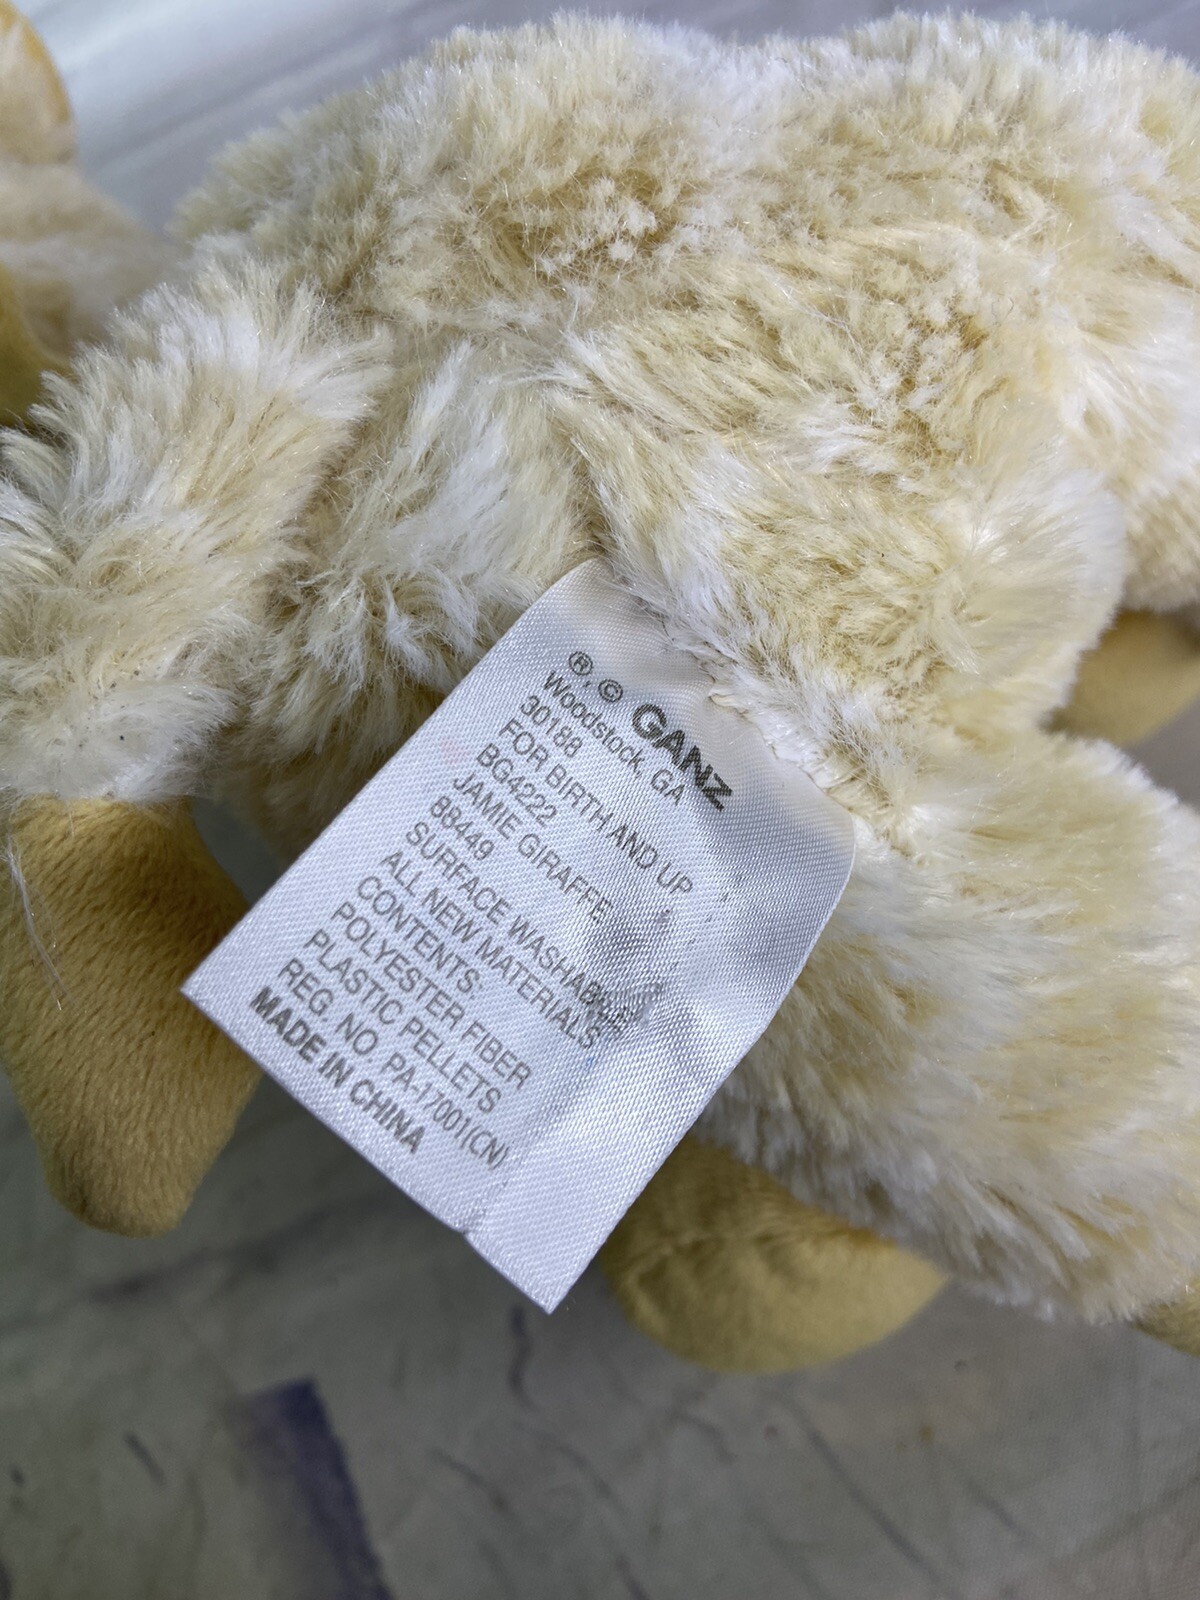 ®, © GANZ
Woodstock, GA
30188
FOR BIRTH AND UP
BG4222
JAMIE GIRAFFE
88449
SURFACE WASHABLE
ALL NEW MATERIALS
CONTENTS:
POLYESTER FIBER
PLASTIC PELLETS
REG. NO. PA-17001(CN)
MADE IN CHINA